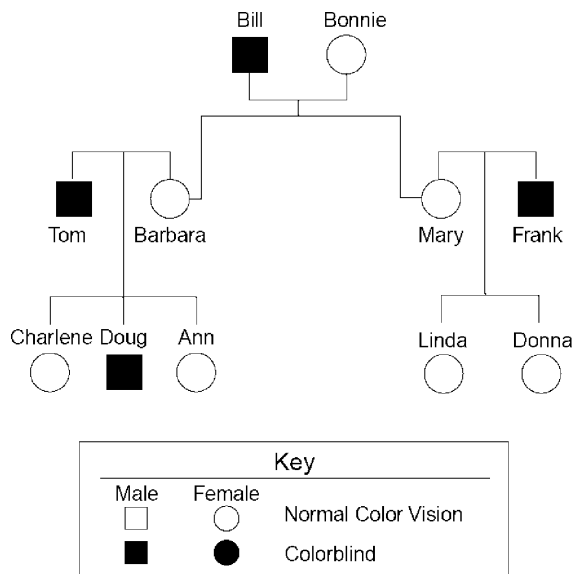 Bill Bonnie
Tom Barbara Mary Frank
Charlene Doug Ann Linda Donna
Key
Male Female
Normal Color Vision
Colorblind